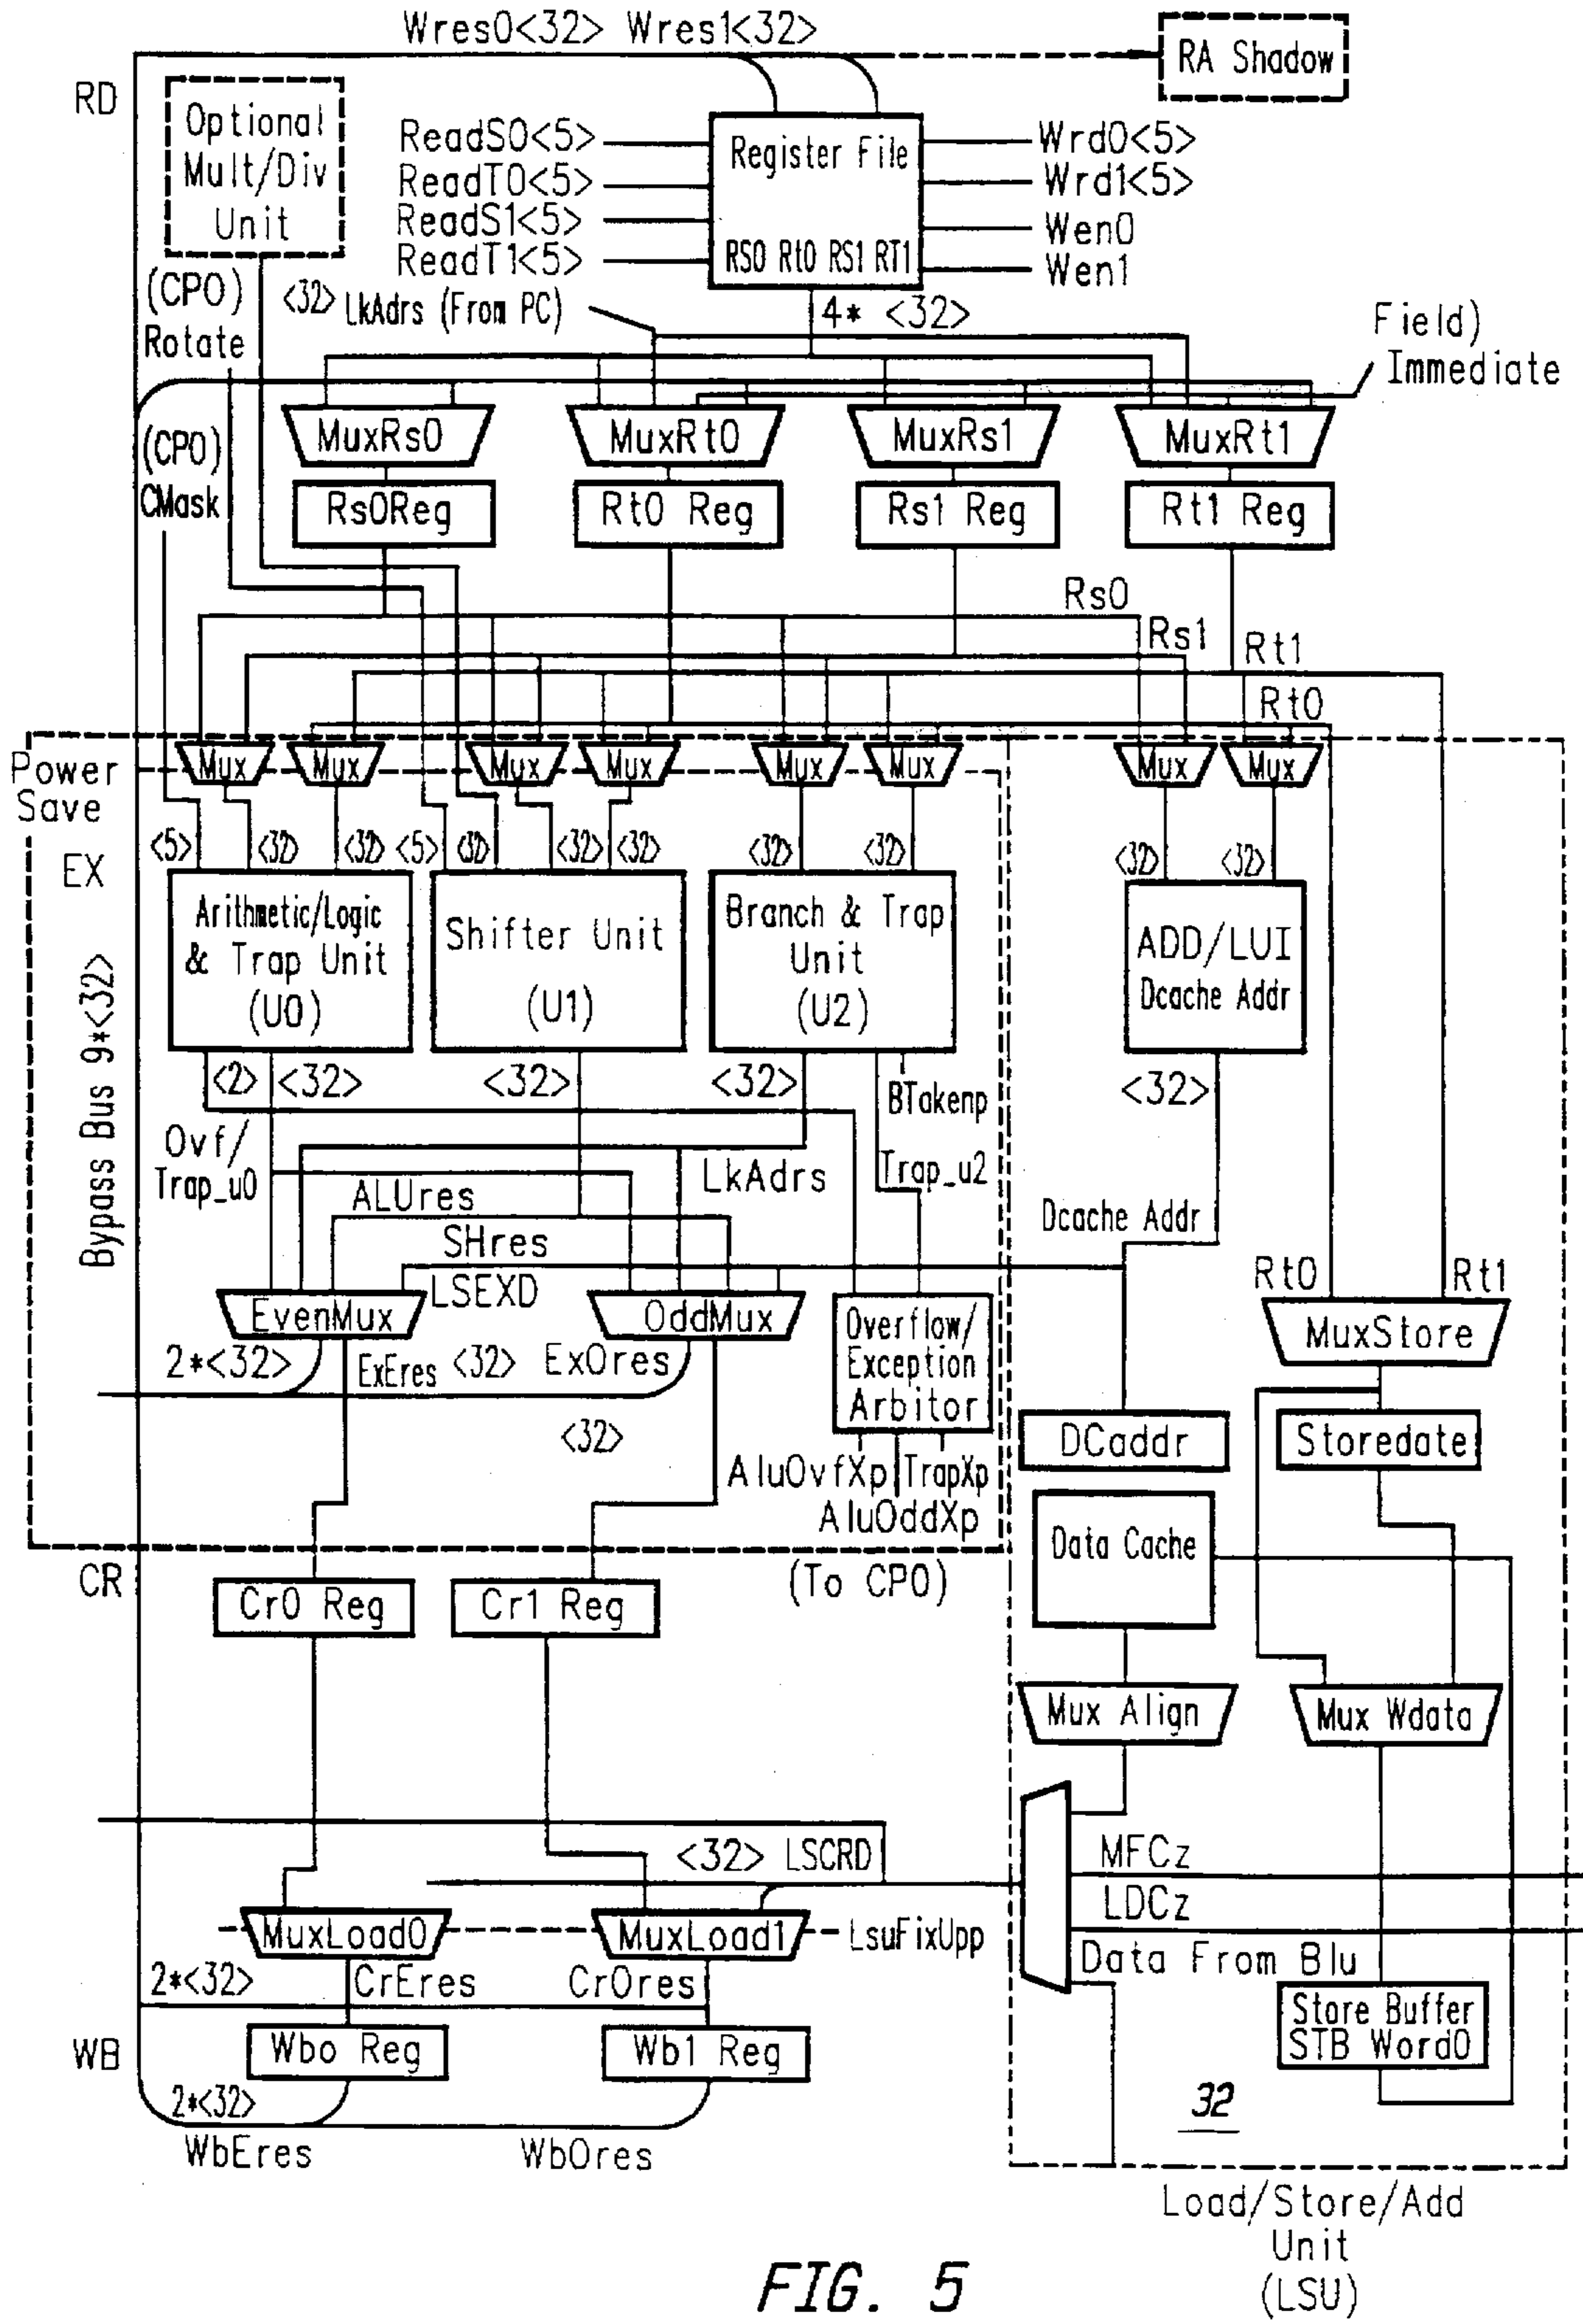 Wres0<32> Wres1<32>
RA Shadow
RD
Optional
Mult/Div
Unit
ReadS0<5>
ReadT0<5>
ReadS1<5>
ReadT1<5>
Register File
RS0 Rt0 RS1 RT1
Wrd0<5>
Wrd1<5>
Wen0
Wen1
(CP0)
Rotate
<32> LkAdrs (From PC)
4* <32>
Field)
Immediate
(CP0)
CMask
MuxRs0
MuxRt0
MuxRs1
MuxRt1
Rs0Reg
Rt0 Reg
Rs1 Reg
Rt1 Reg
Rs0
Rs1
Rt1
Rt0
Power
Save
Mux
Mux
Mux
Mux
Mux
Mux
Mux
Mux
EX
<5>
<32>
<32>
<5>
<32>
<32>
<32>
<32>
<32>
<32>
<32>
Arithmetic/Logic
& Trap Unit
(U0)
Shifter Unit
(U1)
Branch & Trap
Unit
(U2)
ADD/LUI
Dcache Addr
Bypass Bus 9*<32>
<2>
<32>
<32>
<32>
BTakenp
<32>
Ovf/
Trap_u0
ALUres
LkAdrs
Trap_u2
SHres
LSEXD
Dcache Addr
Rt0
Rt1
EvenMux
OddMux
Overflow/
Exception
Arbitor
MuxStore
2*<32>
ExEres
<32>
ExOres
<32>
DCaddr
Storedate
AluOvfXp
TrapXp
AluOddXp
Data Cache
CR
(To CP0)
Cr0 Reg
Cr1 Reg
Mux Align
Mux Wdata
<32> LSCRD
MFCz
LDCz
Data From Blu
MuxLoad0
MuxLoad1
LsuFixUpp
2*<32>
CrEres
CrOres
Store Buffer
STB Word0
WB
Wbo Reg
Wb1 Reg
2*<32>
WbEres
WbOres
32
Load/Store/Add
Unit
(LSU)
FIG. 5